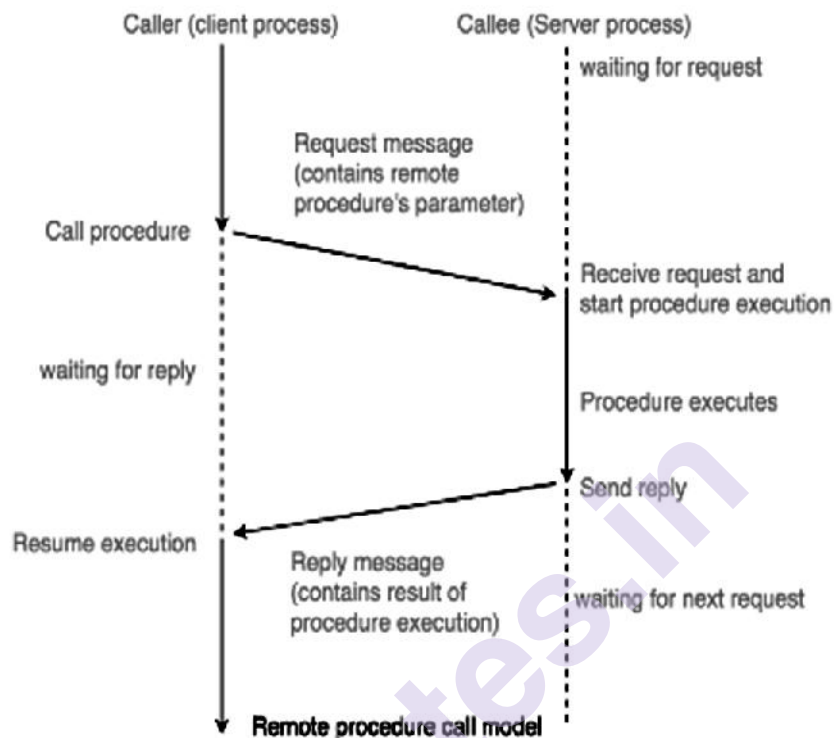 Caller (client process)
Callee (Server process)
waiting for request
Request message
(contains remote
procedure's parameter)
Call procedure
Receive request and
start procedure execution
waiting for reply
Procedure executes
Send reply
Resume execution
Reply message
(contains result of
procedure execution)
waiting for next request
Remote procedure call model
tes.in